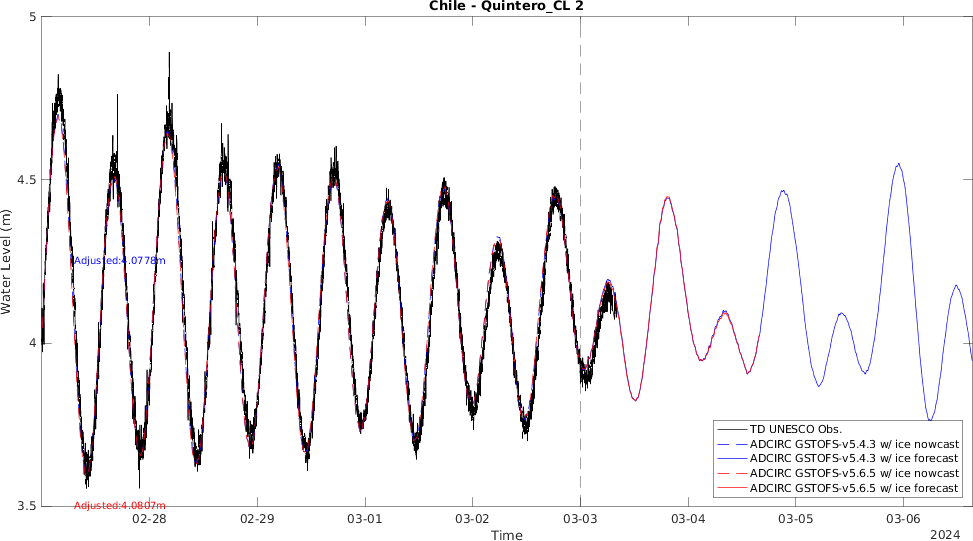 Chile - Quintero_CL 2
5
4.5
4
3.5
Water Level (m)
Adjusted:4.0778m
Adjusted:4.0807m
TD UNESCO Obs.
ADCIRC GSTOFS-v5.4.3 w/ ice nowcast
ADCIRC GSTOFS-v5.4.3 w/ ice forecast
ADCIRC GSTOFS-v5.6.5 w/ ice nowcast
ADCIRC GSTOFS-v5.6.5 w/ ice forecast
02-28 02-29 03-01 03-02 03-03 03-04 03-05 03-06
Time
2024